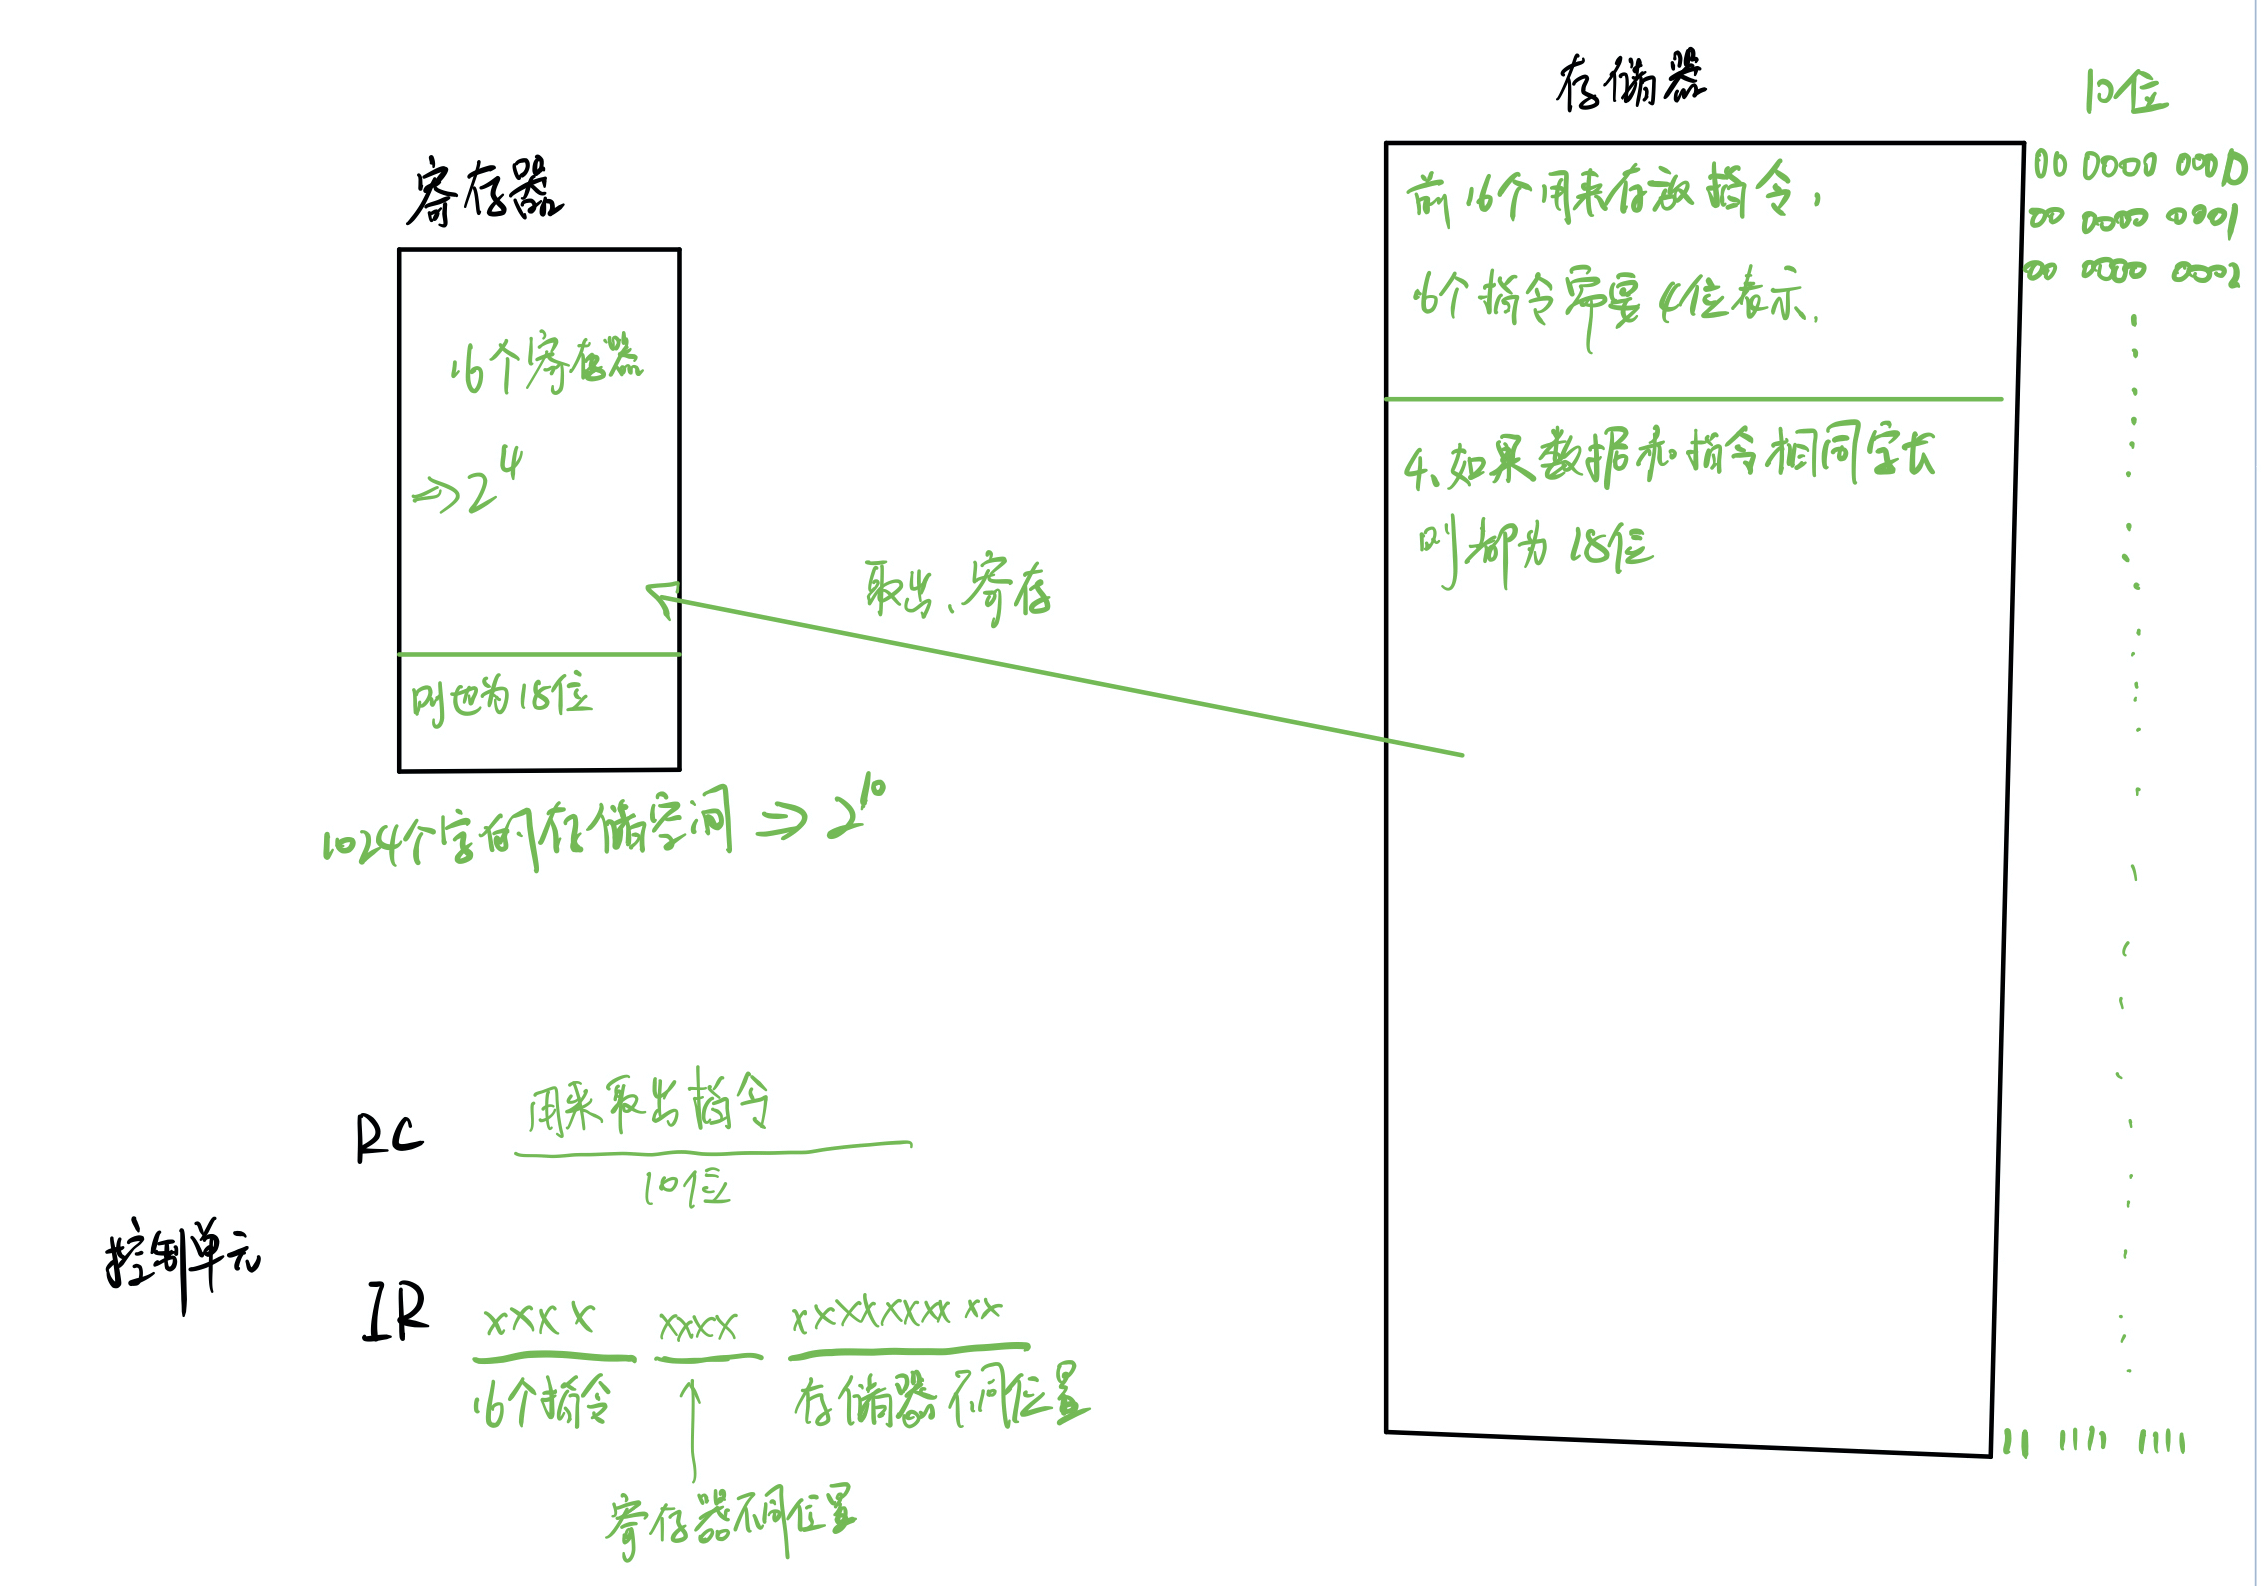 存储器
10位
寄存器
00 0000 0000
00 0000 0001
00 0000 0002
前16个用来存放指令,
16个指令需要4位表示.
16个寄存器
⇒ 2^4
4、如果数据和指令相同字长
则都为 18位
取出、寄存
则也为18位
1024个字的存储空间 ⇒ 2^10
RC 用来取出指令
10位
控制单元
IR xxxx xxxx xxxxxxxxxx
16个指令
存储器不同位置
寄存器不同位置
11 1111 1111